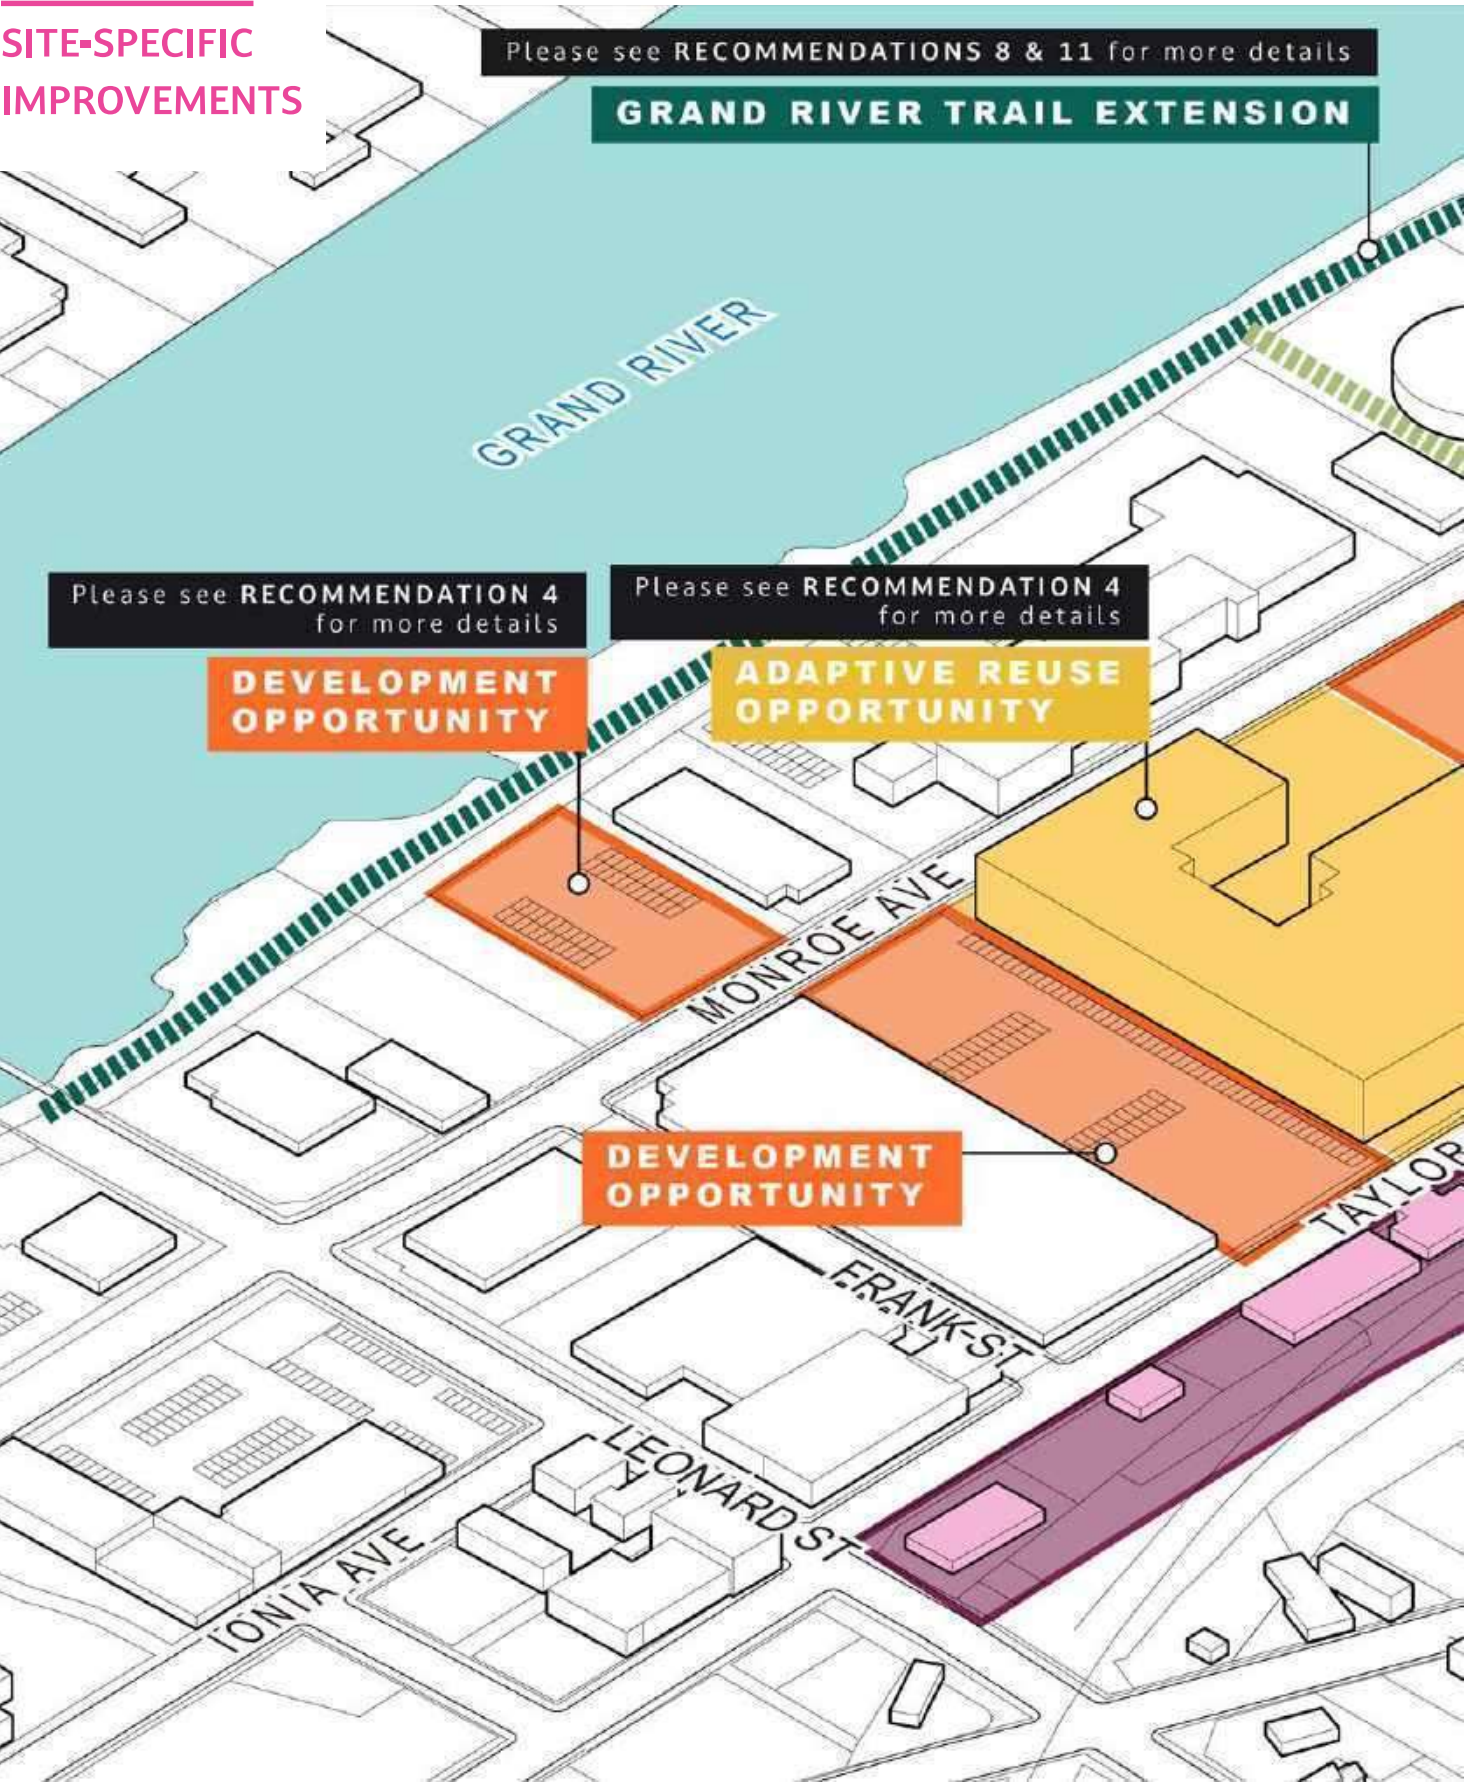 SITE-SPECIFIC
IMPROVEMENTS
Please see RECOMMENDATIONS 8 & 11 for more details
GRAND RIVER TRAIL EXTENSION
GRAND RIVER
Please see RECOMMENDATION 4
for more details
DEVELOPMENT
OPPORTUNITY
Please see RECOMMENDATION 4
for more details
ADAPTIVE REUSE
OPPORTUNITY
MONROE AVE
DEVELOPMENT
OPPORTUNITY
TAYLOR
FRANK ST
LEONARD ST
IONIA AVE